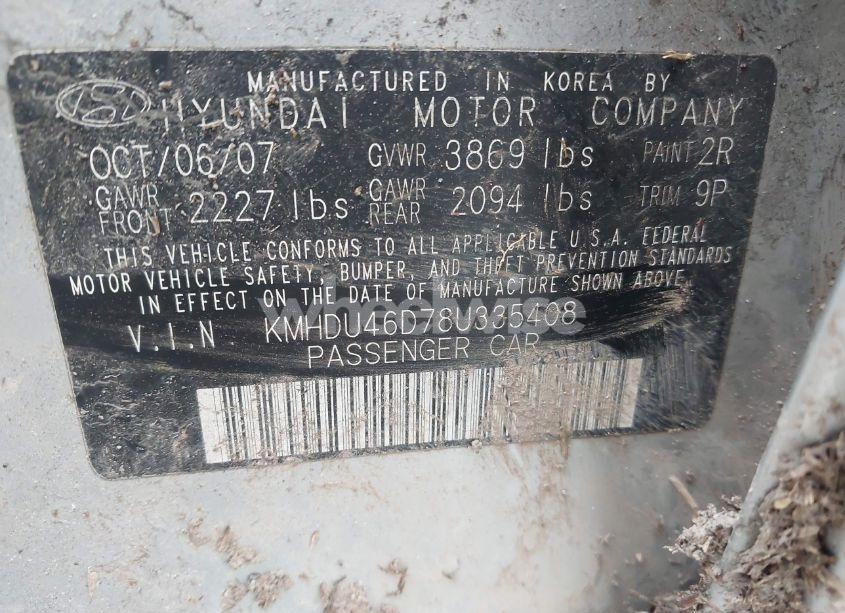 MANUFACTURED IN KOREA BY
HYUNDAI MOTOR COMPANY
OCT/06/07 GVWR 3869 lbs PAINT 2R
GAWR FRONT 2227 lbs GAWR REAR 2094 lbs TRIM 9P
THIS VEHICLE CONFORMS TO ALL APPLICABLE U.S.A. FEDERAL
MOTOR VEHICLE SAFETY, BUMPER, AND THEFT PREVENTION STANDARDS
IN EFFECT ON THE DATE OF MANUFACTURE SHOWN ABOVE.
V.I.N. KMHDU46D78U335408
PASSENGER CAR
wheelwise